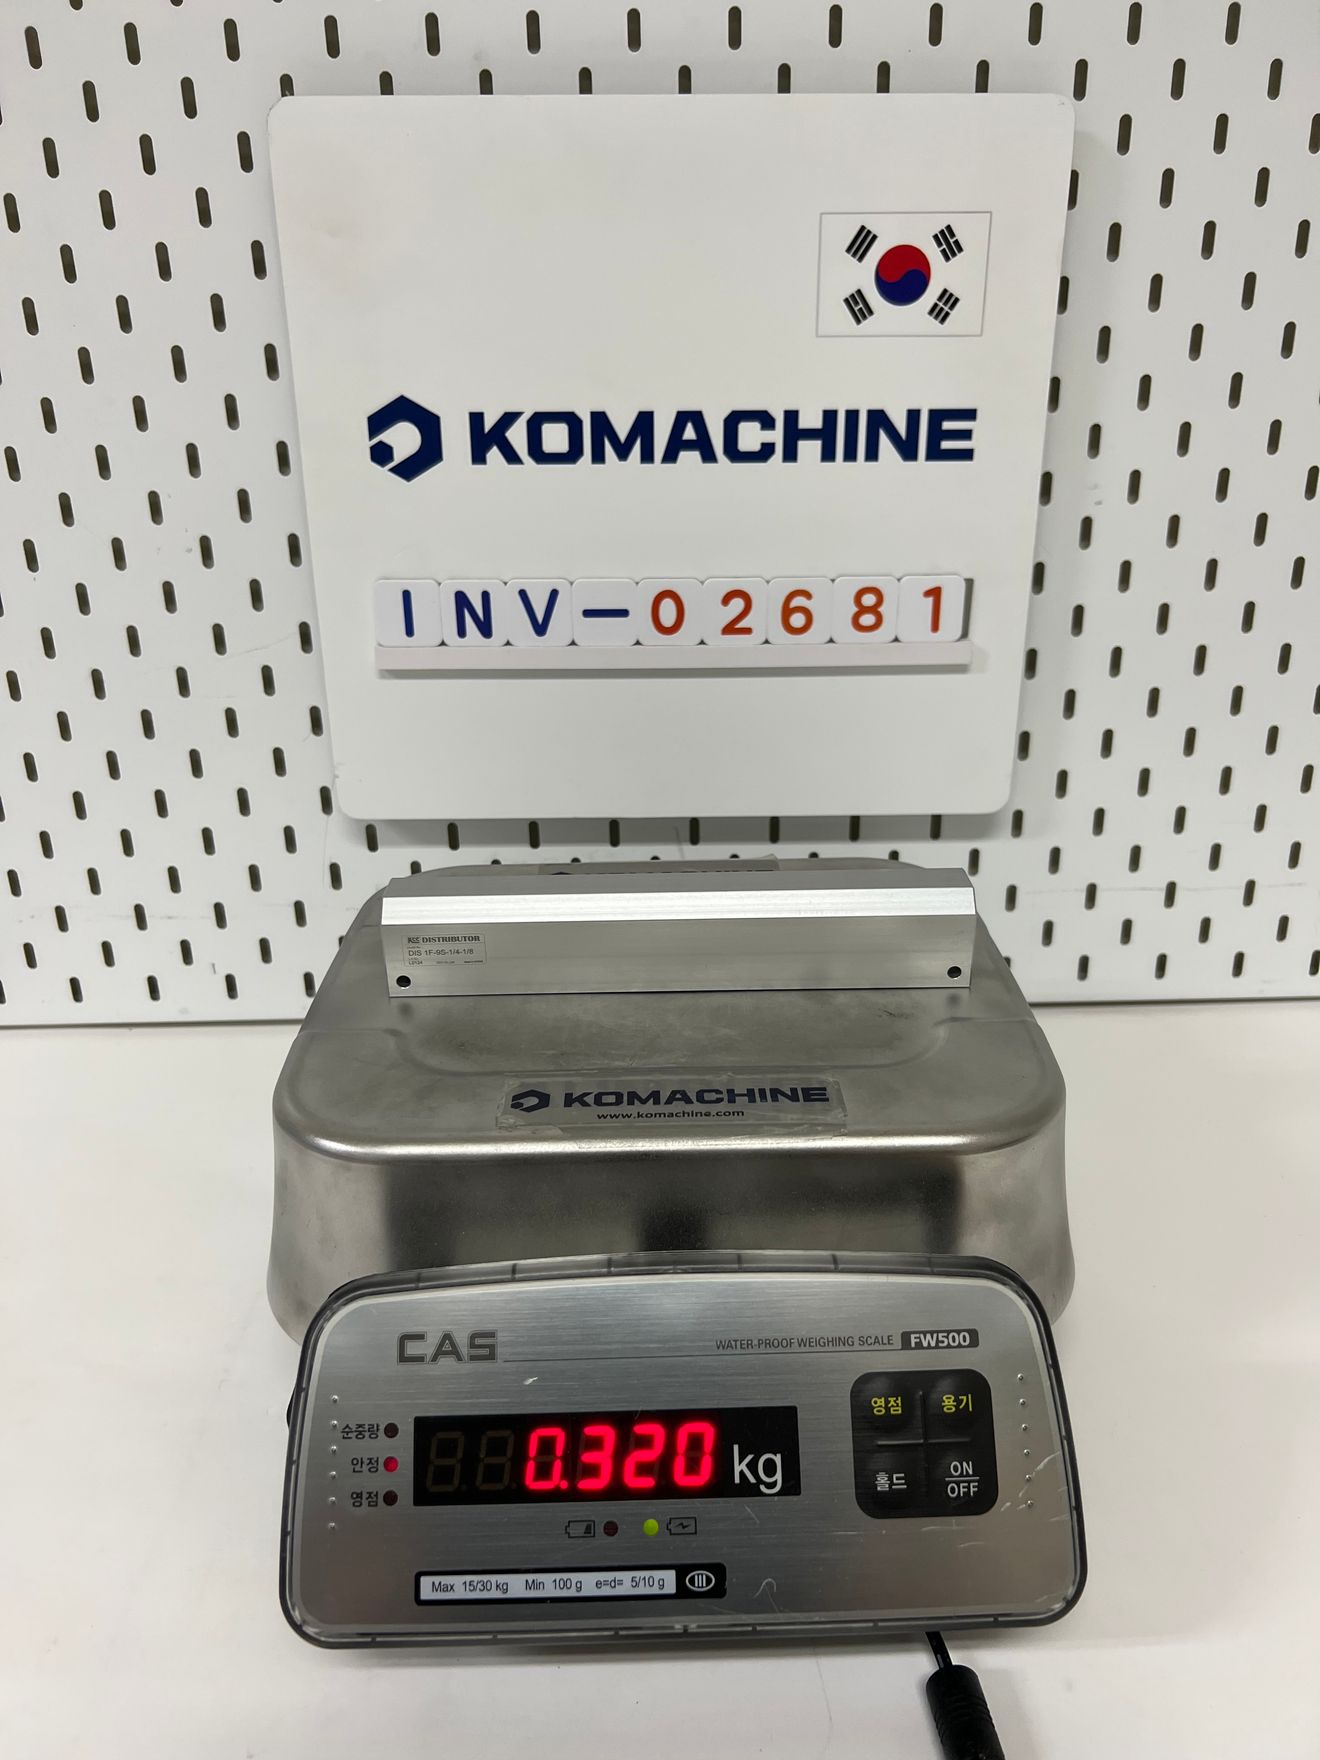 KOMACHINE
INV-02681
DISTRIBUTOR
DIS 1F-9S-1/4-1/8
KOMACHINE
www.komachine.com
CAS
WATER-PROOF WEIGHING SCALE FW500
순중량
안정
영점
0.320 kg
영점 용기
홀드 ON
OFF
Max 15/30 kg Min 100 g e=d= 5/10 g III